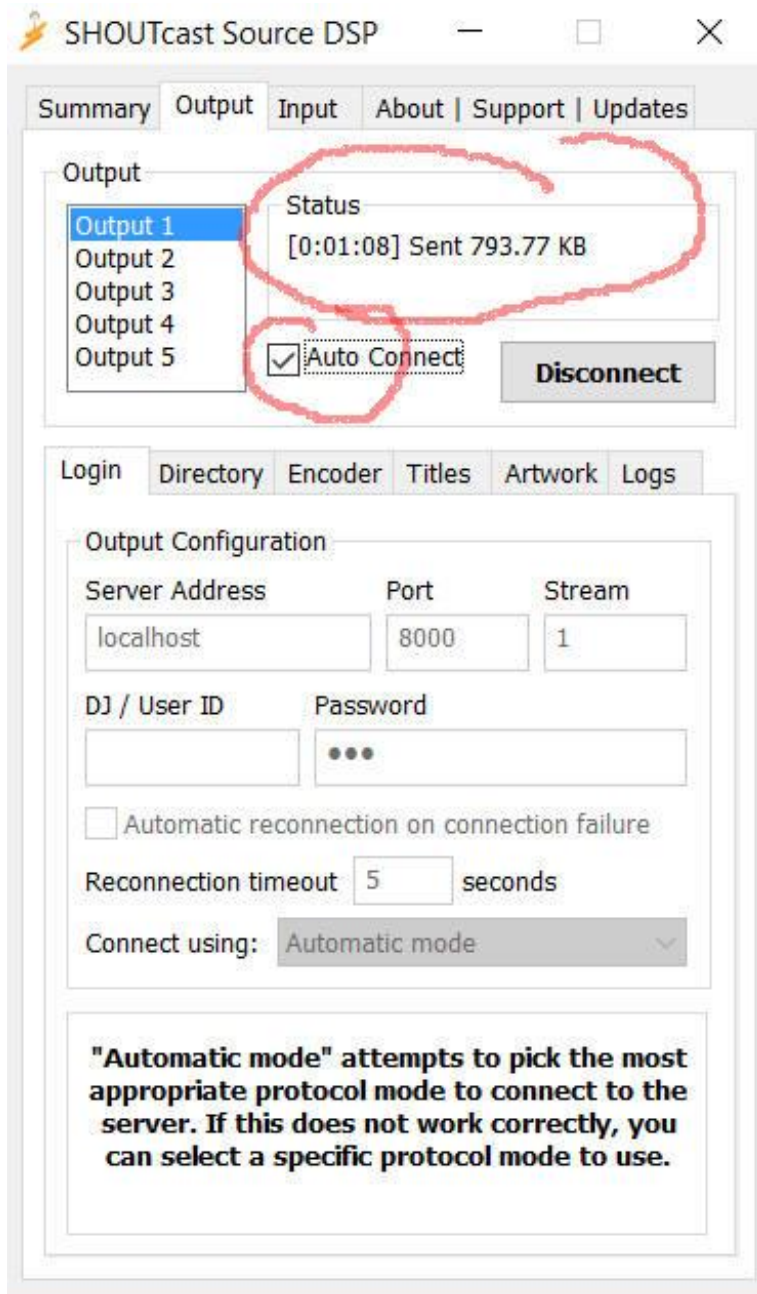 SHOUTcast Source DSP
Summary Output Input About | Support | Updates
Output
Output 1
Output 2
Output 3
Output 4
Output 5
Status
[0:01:08] Sent 793.77 KB
Auto Connect
Disconnect
Login Directory Encoder Titles Artwork Logs
Output Configuration
Server Address Port Stream
localhost 8000 1
DJ / User ID Password
●●●
Automatic reconnection on connection failure
Reconnection timeout 5 seconds
Connect using: Automatic mode
"Automatic mode" attempts to pick the most
appropriate protocol mode to connect to the
server. If this does not work correctly, you
can select a specific protocol mode to use.